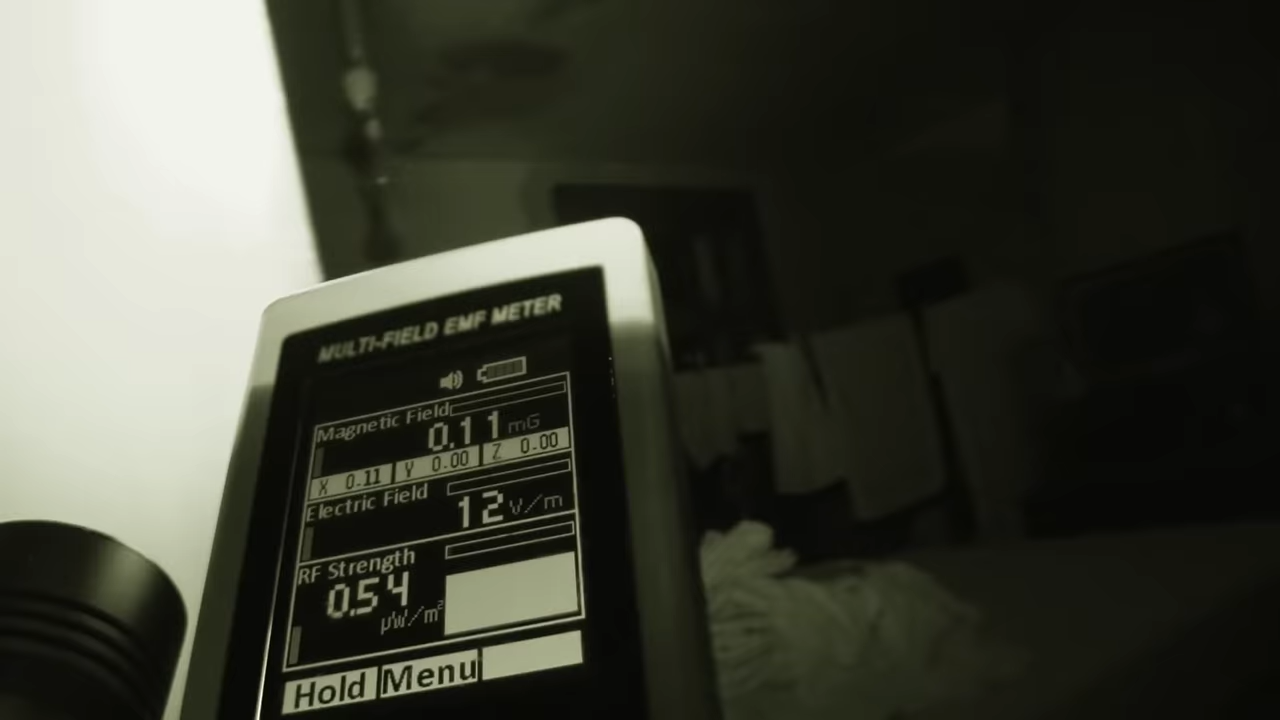 MULTI-FIELD EMF METER
Magnetic Field
0.11 mG
X 0.11 Y 0.00 Z 0.00
Electric Field
12 V/m
RF Strength
0.54
µW/m²
Hold Menu